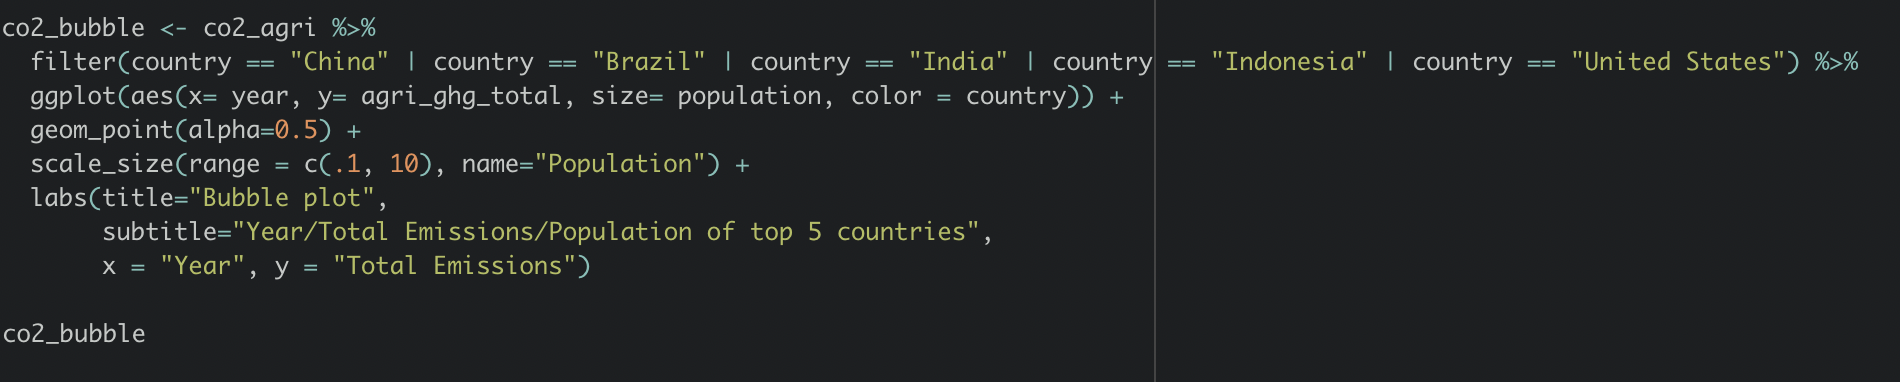 co2_bubble <- co2_agri %>%
  filter(country == "China" | country == "Brazil" | country == "India" | country == "Indonesia" | country == "United States") %>%
  ggplot(aes(x= year, y= agri_ghg_total, size= population, color = country)) +
  geom_point(alpha=0.5) +
  scale_size(range = c(.1, 10), name="Population") +
  labs(title="Bubble plot",
       subtitle="Year/Total Emissions/Population of top 5 countries",
       x = "Year", y = "Total Emissions")
co2_bubble